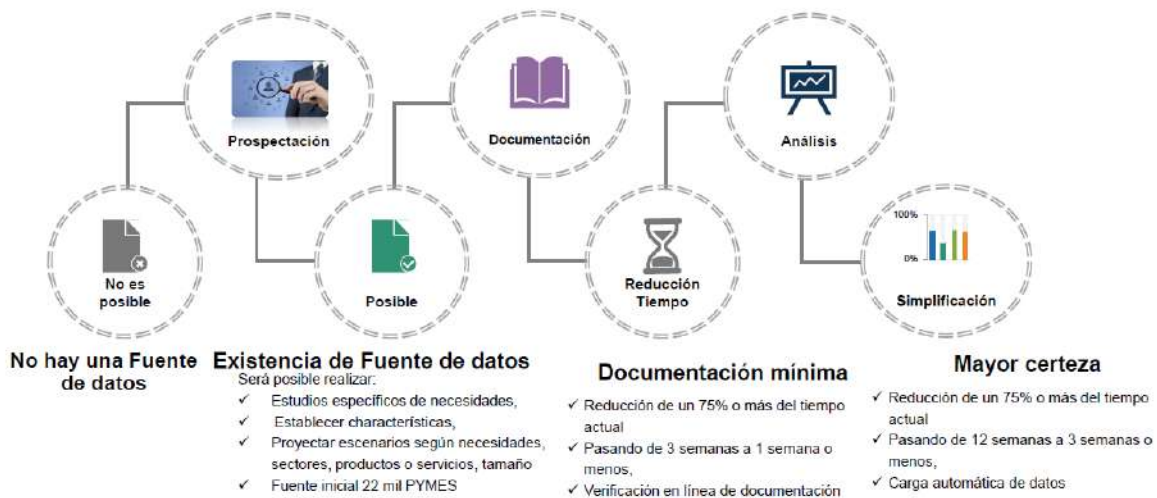 Prospectación
Documentación
Análisis
No es
posible
Posible
Reducción
Tiempo
100%
0%
Simplificación
No hay una Fuente
de datos
Existencia de Fuente de datos
Será posible realizar:
✓ Estudios específicos de necesidades,
✓ Establecer características,
✓ Proyectar escenarios según necesidades,
sectores, productos o servicios, tamaño
✓ Fuente inicial 22 mil PYMES
Documentación mínima
✓ Reducción de un 75% o más del tiempo
actual
✓ Pasando de 3 semanas a 1 semana o
menos,
✓ Verificación en línea de documentación
Mayor certeza
✓ Reducción de un 75% o más del tiempo
actual
✓ Pasando de 12 semanas a 3 semanas o
menos,
✓ Carga automática de datos